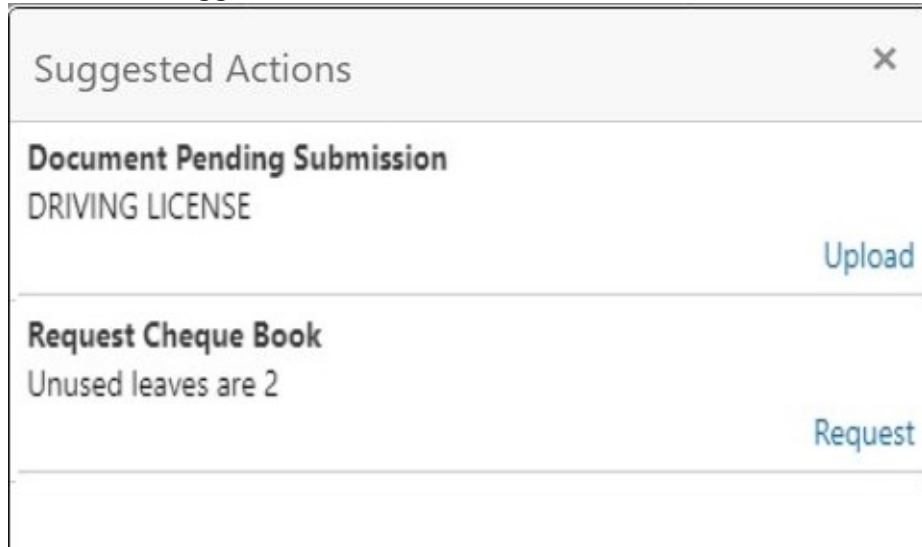 Suggested Actions
Document Pending Submission
DRIVING LICENSE
Upload
Request Cheque Book
Unused leaves are 2
Request